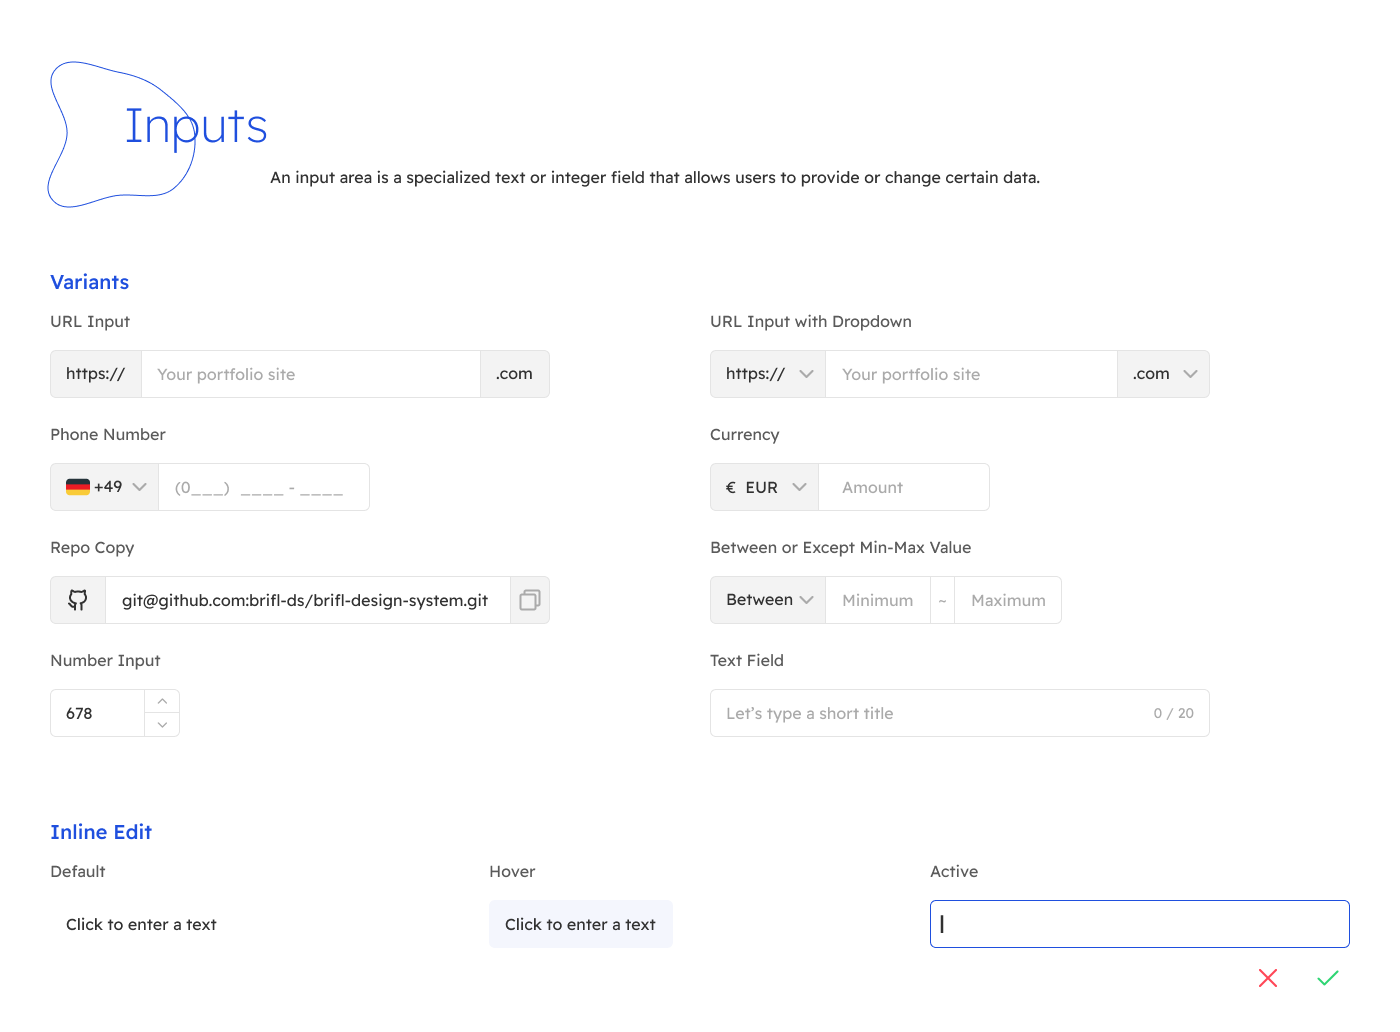 Inputs
An input area is a specialized text or integer field that allows users to provide or change certain data.
Variants
URL Input
https://
Your portfolio site
.com
URL Input with Dropdown
https://
Your portfolio site
.com
Phone Number
+49
(0___) ____ - ____
Currency
€ EUR
Amount
Repo Copy
git@github.com:brifl-ds/brifl-design-system.git
Between or Except Min-Max Value
Between
Minimum
~
Maximum
Number Input
678
Text Field
Let’s type a short title
0 / 20
Inline Edit
Default
Click to enter a text
Hover
Click to enter a text
Active